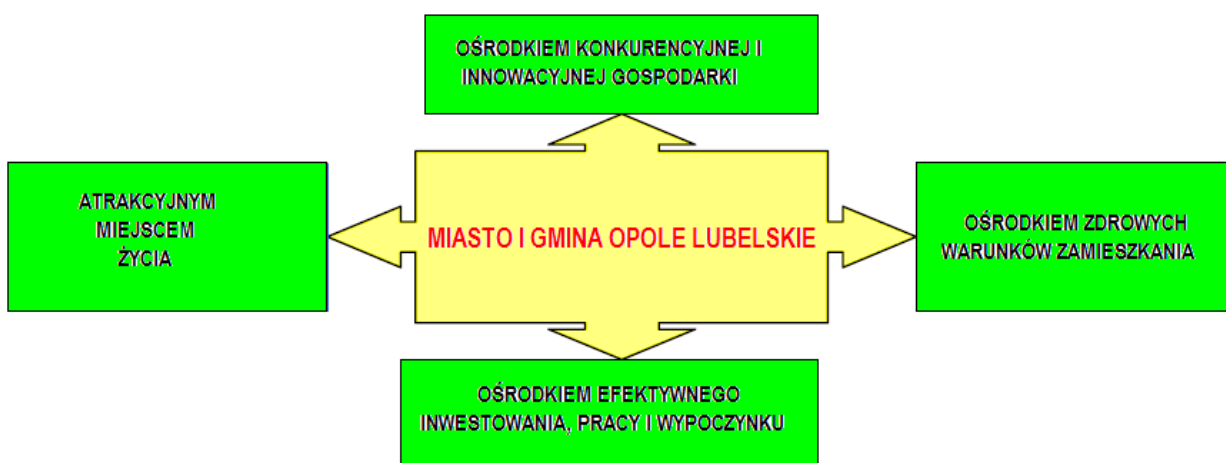 OŚRODKIEM KONKURENCYJNEJ I
INNOWACYJNEJ GOSPODARKI
ATRAKCYJNYM
MIEJSCEM
ŻYCIA
MIASTO I GMINA OPOLE LUBELSKIE
OŚRODKIEM ZDROWYCH
WARUNKÓW ZAMIESZKANIA
OŚRODKIEM EFEKTYWNEGO
INWESTOWANIA, PRACY I WYPOCZYNKU